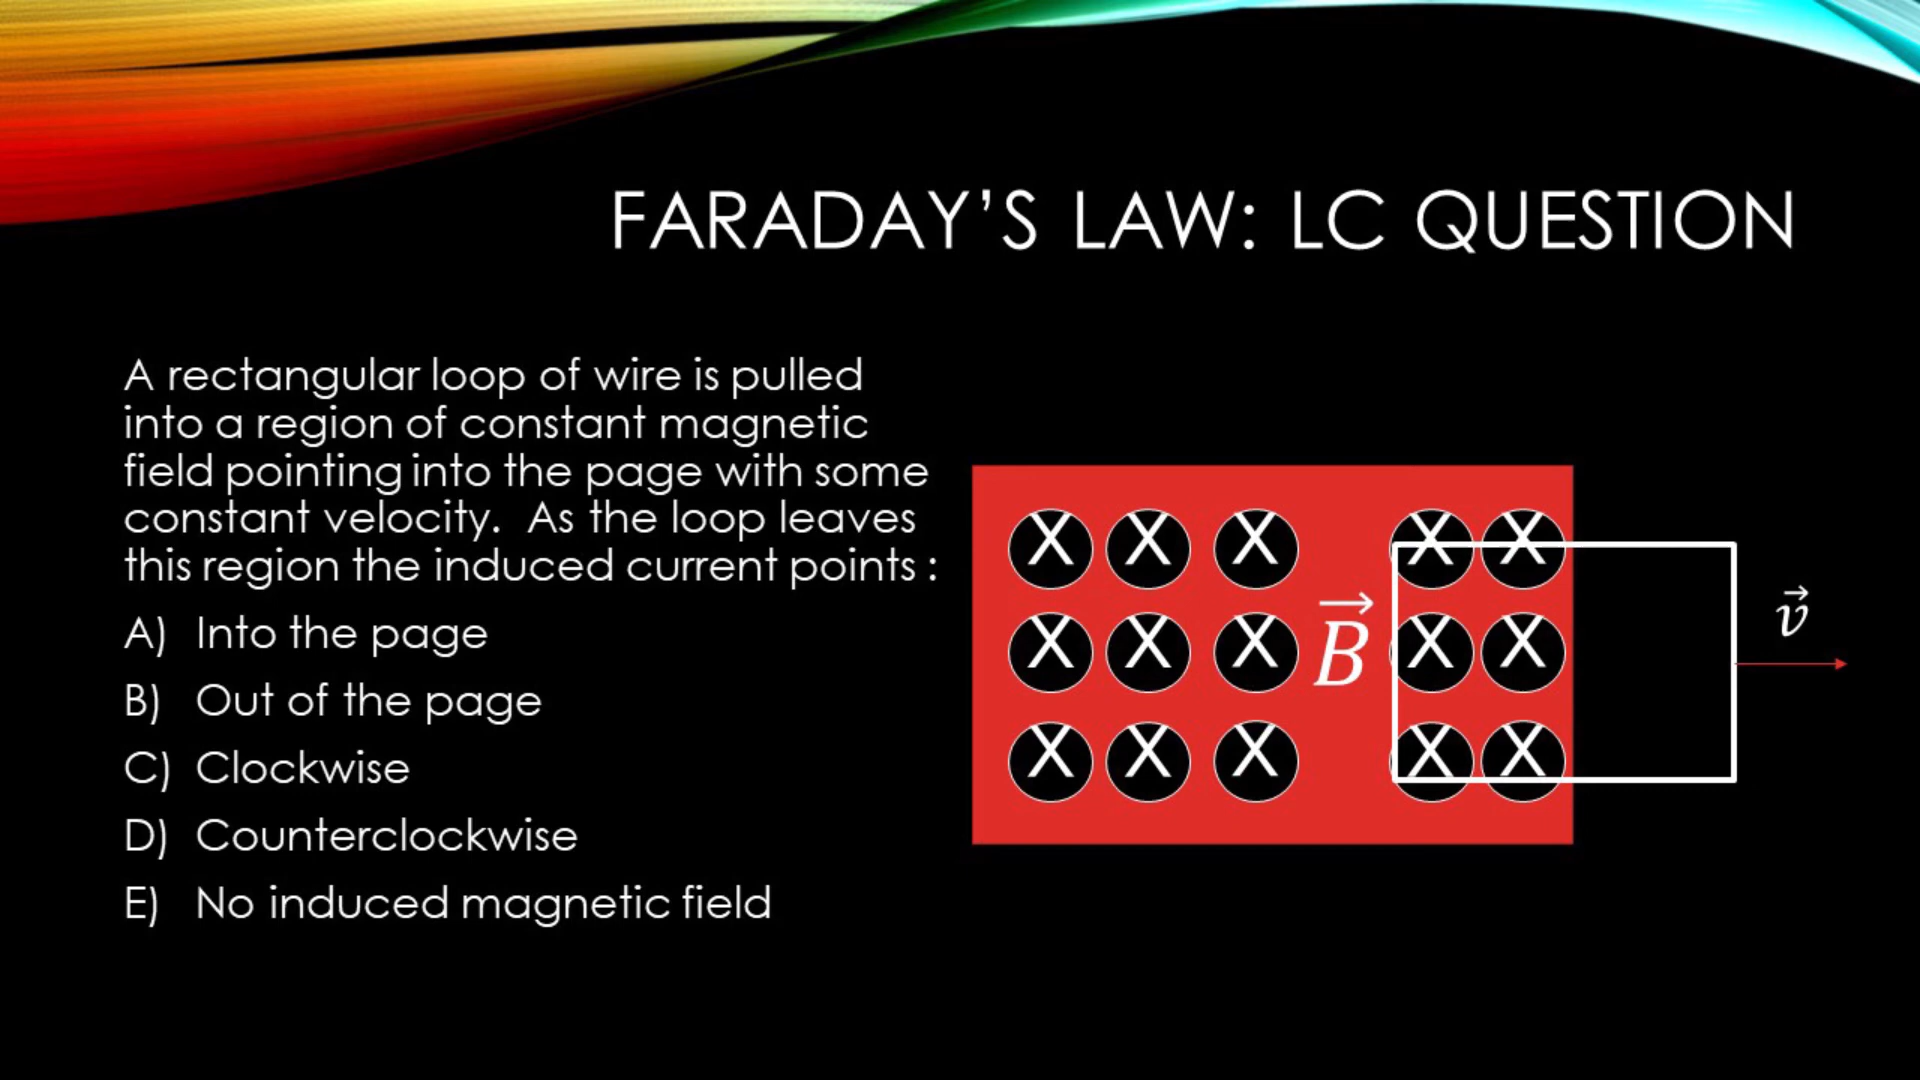 FARADAY’S LAW: LC QUESTION
A rectangular loop of wire is pulled
into a region of constant magnetic
field pointing into the page with some
constant velocity.  As the loop leaves
this region the induced current points :
A) Into the page
B) Out of the page
C) Clockwise
D) Counterclockwise
E) No induced magnetic field
X X X X X
X X X X X
X X X X X
B⃗
v⃗